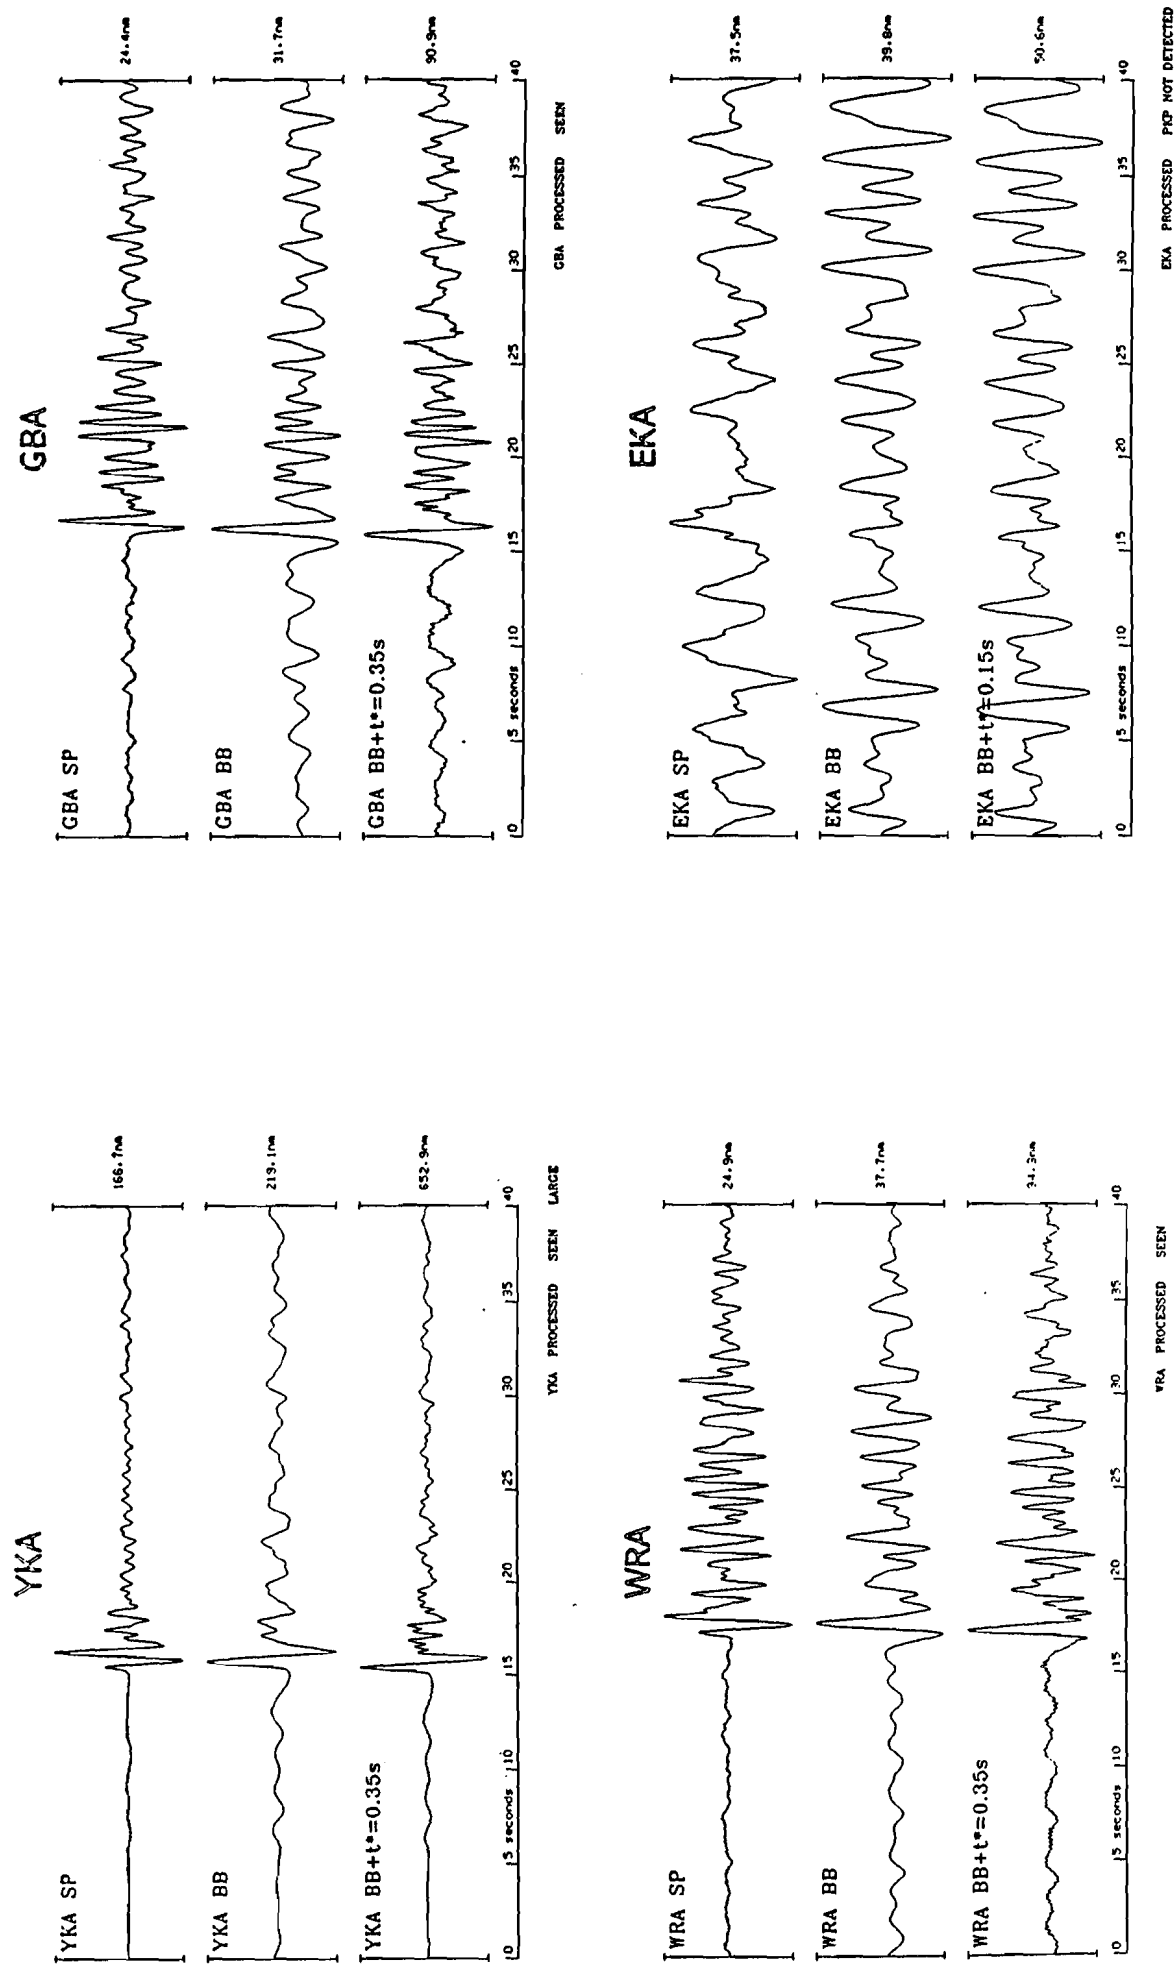 YKA
YKA SP
166.7nm
YKA BB
219.1nm
YKA BB+t*=0.35s
652.9nm
|0 |5 seconds |10 |15 |20 |25 |30 |35 |40
YKA PROCESSED SEEN LARGE
GBA
GBA SP
24.4nm
GBA BB
31.7nm
GBA BB+t*=0.35s
90.9nm
|0 |5 seconds |10 |15 |20 |25 |30 |35 |40
GBA PROCESSED SEEN
WRA
WRA SP
24.9nm
WRA BB
37.7nm
WRA BB+t*=0.35s
94.3nm
|0 |5 seconds |10 |15 |20 |25 |30 |35 |40
WRA PROCESSED SEEN
EKA
EKA SP
37.5nm
EKA BB
39.8nm
EKA BB+t*=0.15s
50.6nm
|0 |5 seconds |10 |15 |20 |25 |30 |35 |40
EKA PROCESSED PKP NOT DETECTED